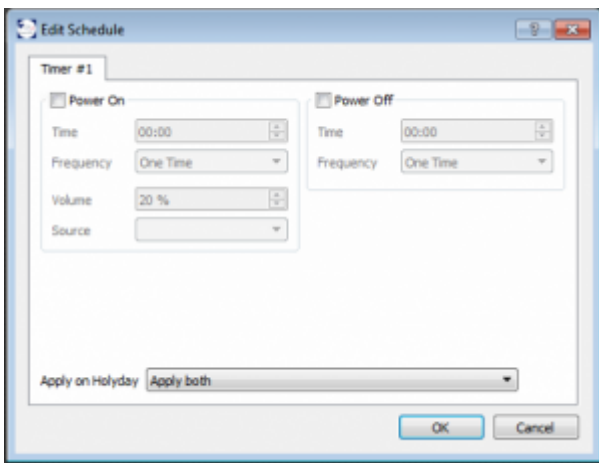 Edit Schedule
Timer #1
Power On
Time 00:00
Frequency One Time
Volume 20 %
Source
Power Off
Time 00:00
Frequency One Time
Apply on Holyday Apply both
OK Cancel